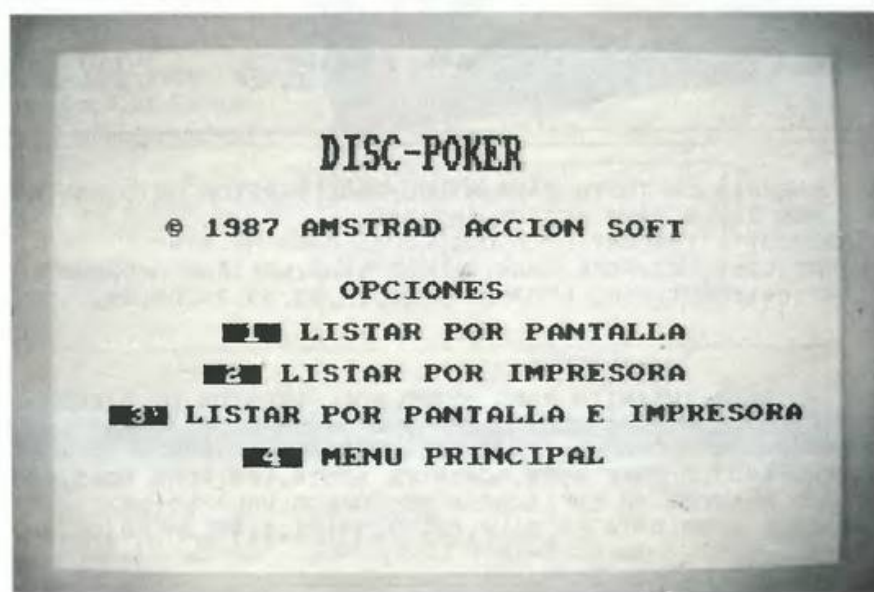 DISC-POKER
© 1987 AMSTRAD ACCION SOFT
OPCIONES
1 LISTAR POR PANTALLA
2 LISTAR POR IMPRESORA
3 LISTAR POR PANTALLA E IMPRESORA
4 MENU PRINCIPAL